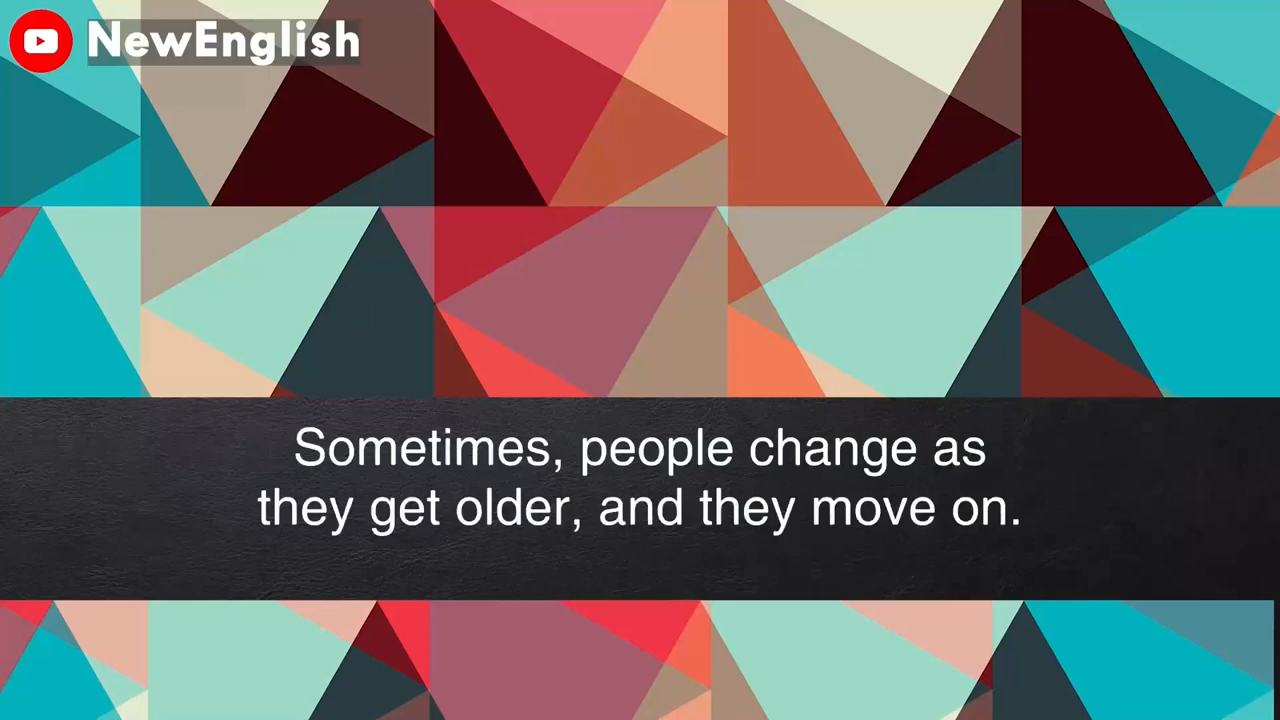 NewEnglish
Sometimes, people change as
they get older, and they move on.